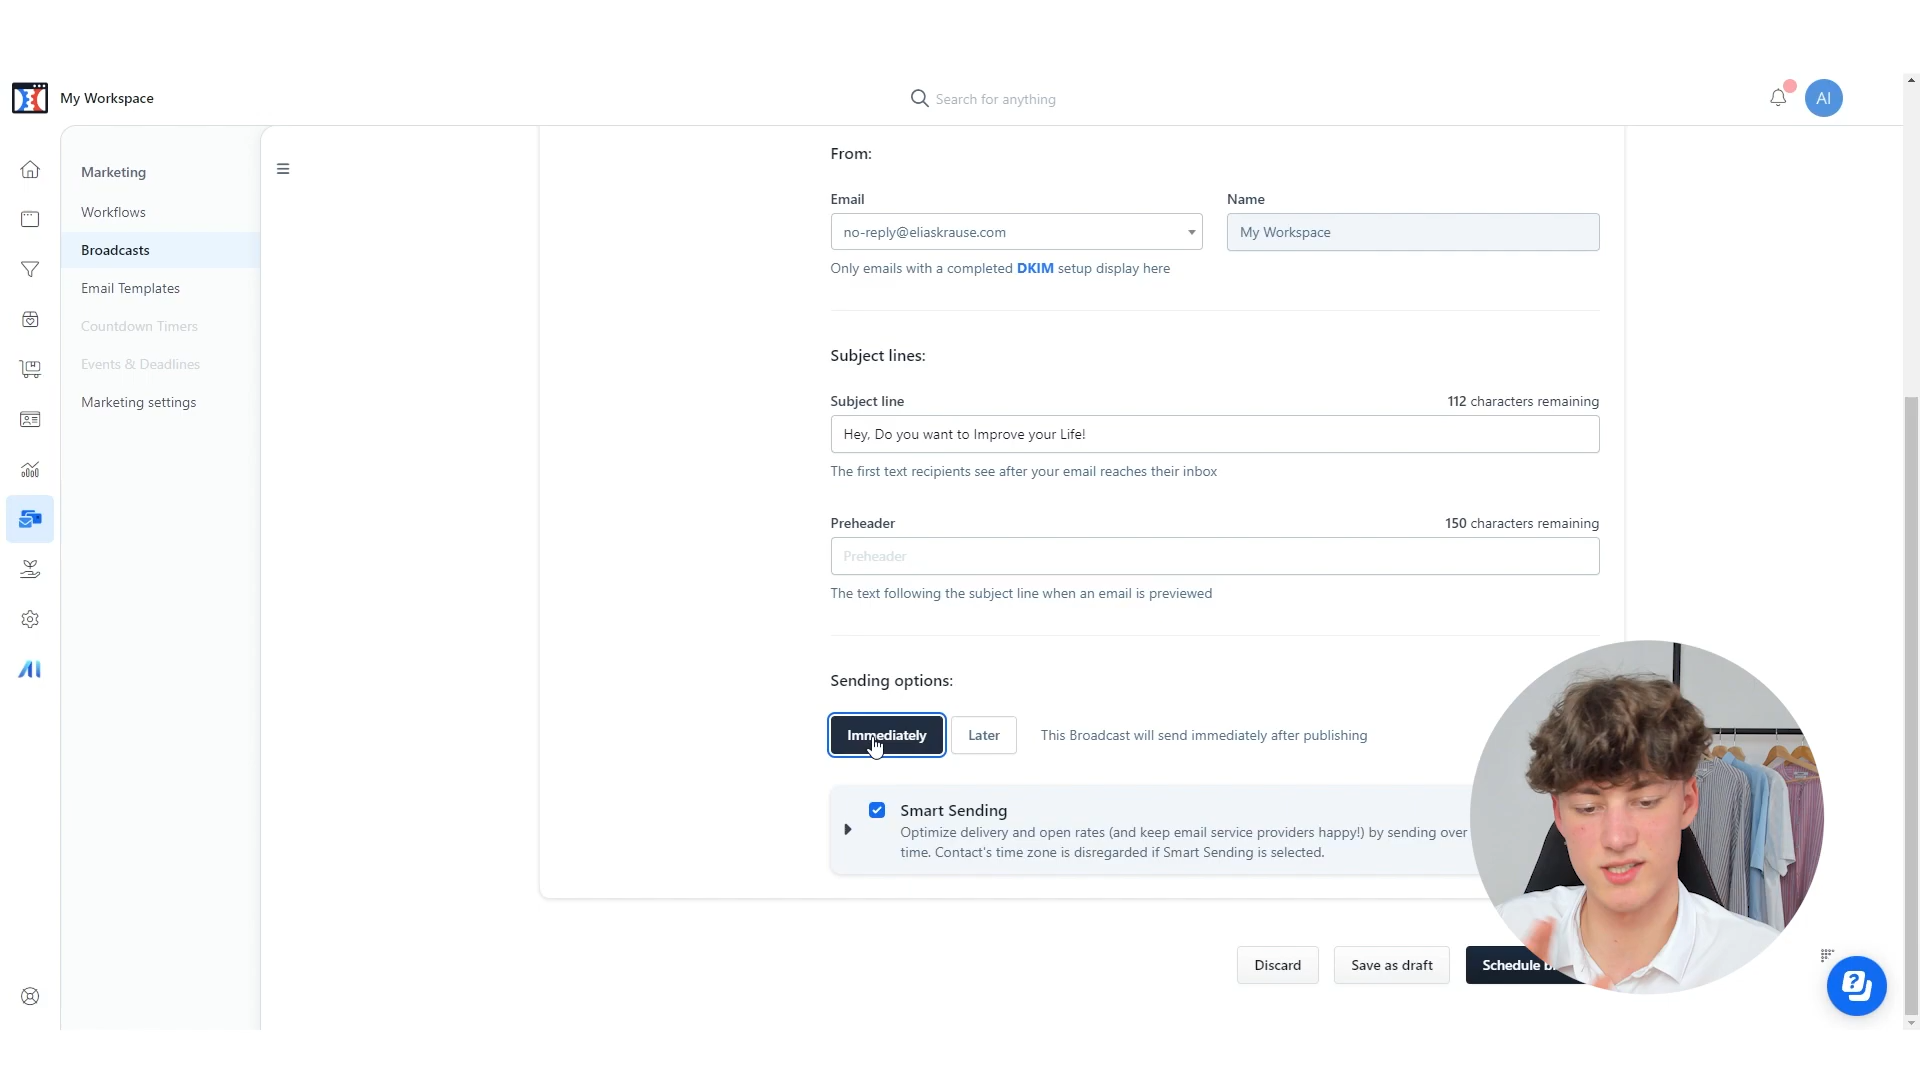 My Workspace
Search for anything
AI
Marketing
Workflows
Broadcasts
Email Templates
Countdown Timers
Events & Deadlines
Marketing settings
From:
Email
Name
no-reply@eliaskrause.com
My Workspace
Only emails with a completed DKIM setup display here
Subject lines:
Subject line
112 characters remaining
Hey, Do you want to Improve your Life!
The first text recipients see after your email reaches their inbox
Preheader
150 characters remaining
Preheader
The text following the subject line when an email is previewed
Sending options:
Immediately
Later
This Broadcast will send immediately after publishing
Smart Sending
Optimize delivery and open rates (and keep email service providers happy!) by sending over
time. Contact's time zone is disregarded if Smart Sending is selected.
Discard
Save as draft
Schedule
AI
?